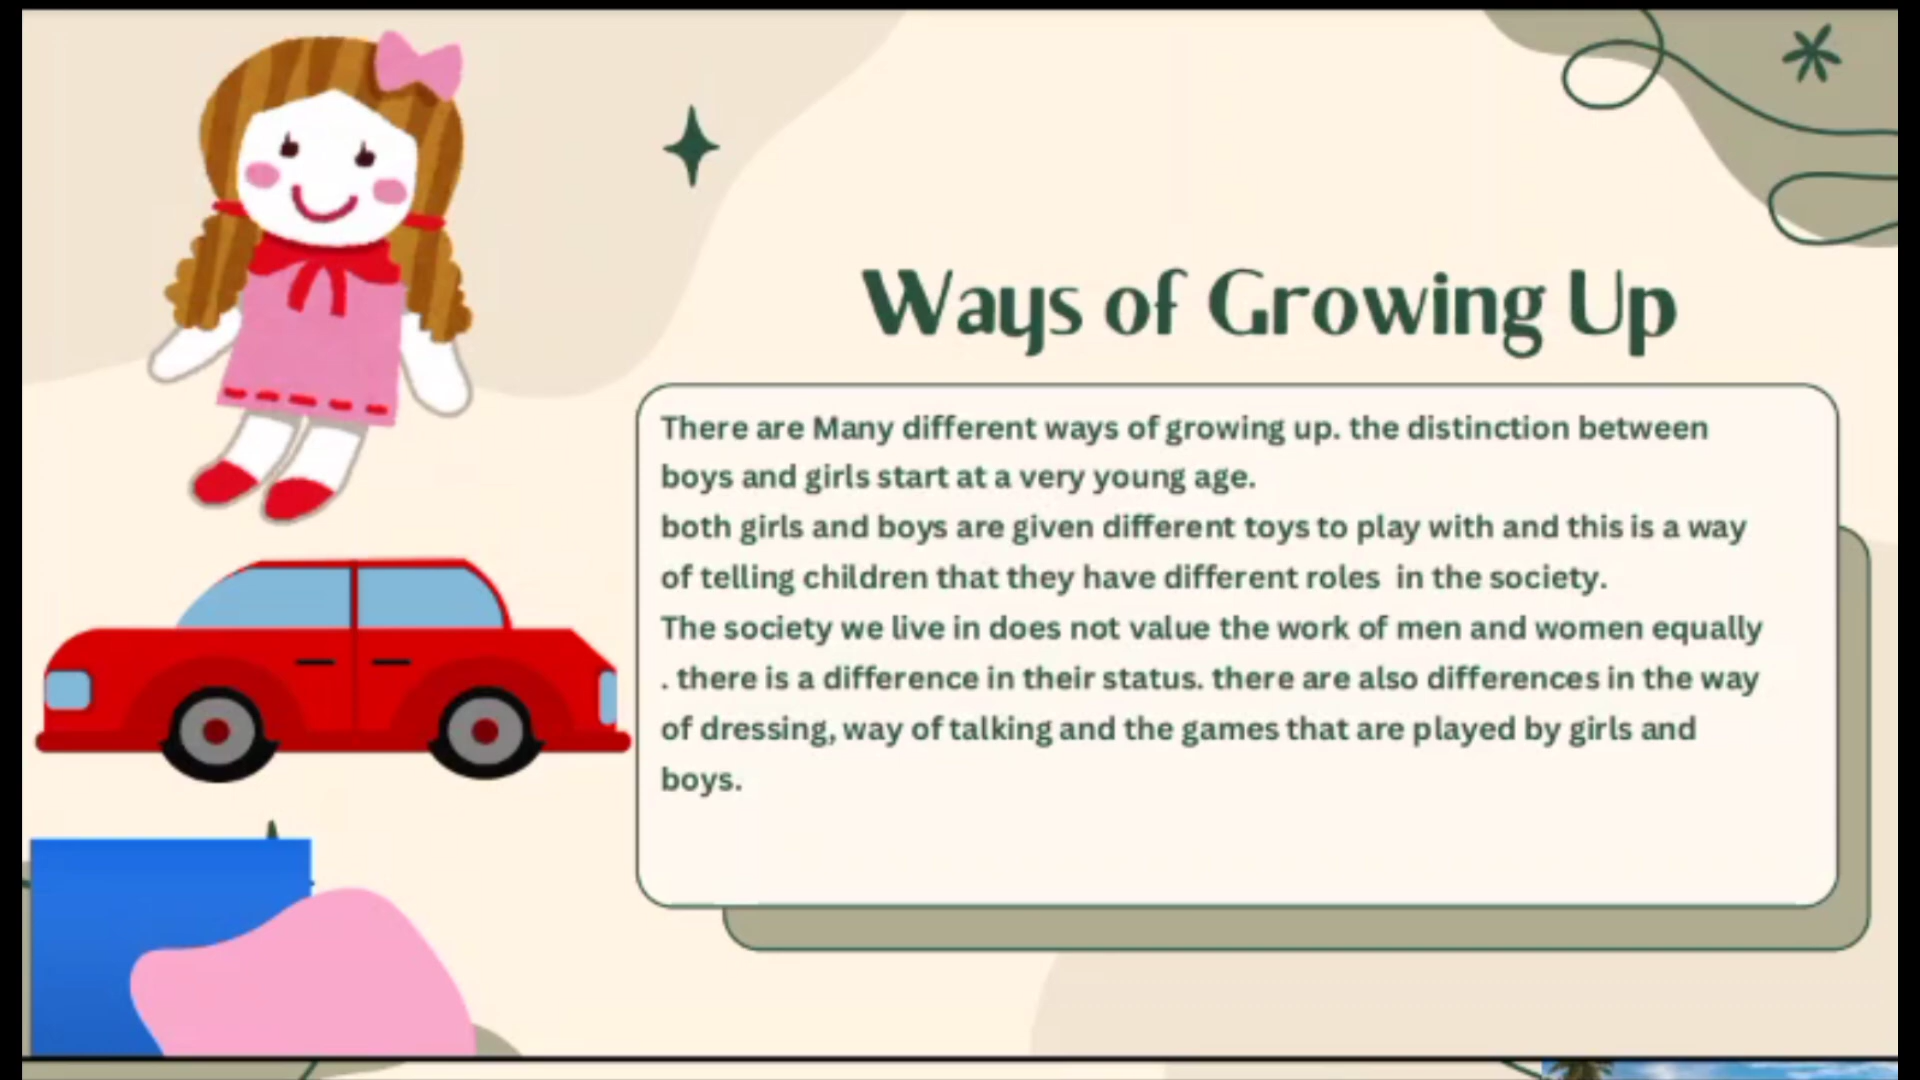 Ways of Growing Up
There are Many different ways of growing up. the distinction between
boys and girls start at a very young age.
both girls and boys are given different toys to play with and this is a way
of telling children that they have different roles  in the society.
The society we live in does not value the work of men and women equally
. there is a difference in their status. there are also differences in the way
of dressing, way of talking and the games that are played by girls and
boys.